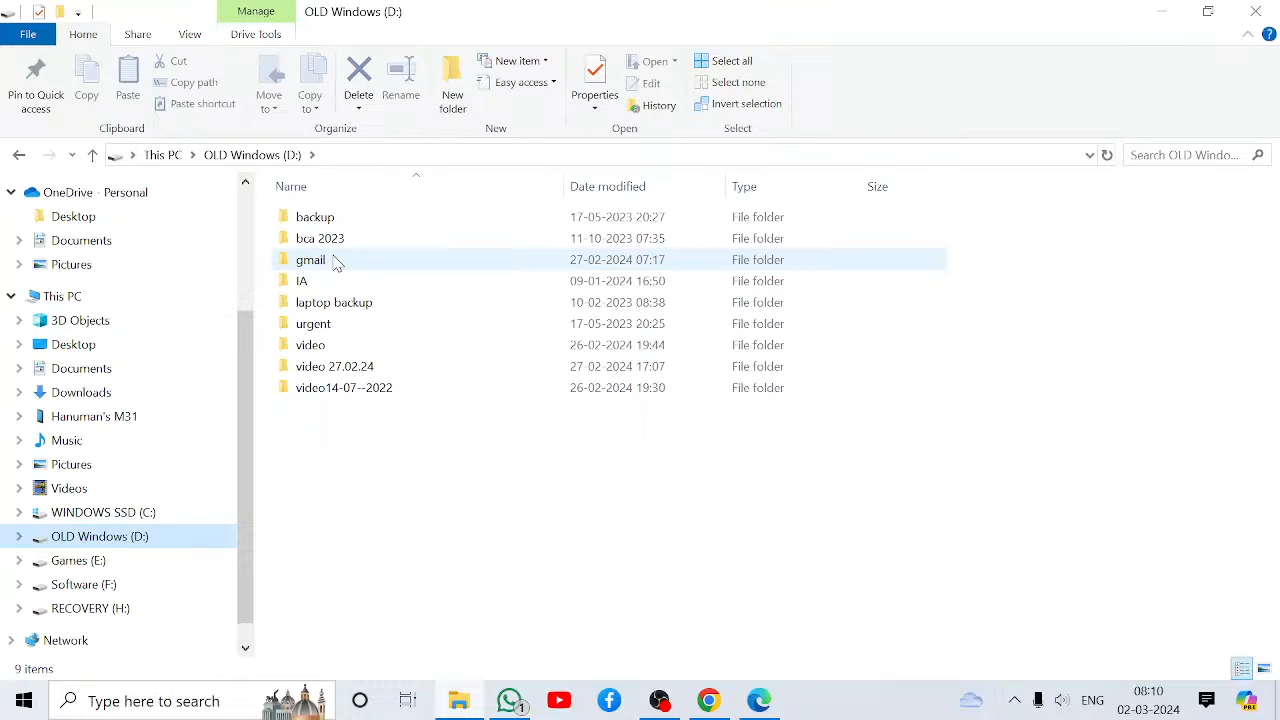 Manage OLD Windows (D:)
File Home Share View Drive Tools
Pin to Quick access
Copy
Paste
Cut
Copy path
Paste shortcut
Clipboard
Move to
Copy to
Delete
Rename
Organize
New folder
New item
Easy access
New
Properties
Open
Edit
History
Open
Select all
Select none
Invert selection
Select
This PC OLD Windows (D:)
Search OLD Windo...
OneDrive - Personal
Desktop
Documents
Pictures
This PC
3D Objects
Desktop
Documents
Downloads
Hanuman's M31
Music
Pictures
Videos
WINDOWS SSD (C:)
OLD Windows (D:)
Games (E:)
Software (F:)
RECOVERY (H:)
Network
Name Date modified Type Size
backup 17-05-2023 20:27 File folder
bca 2023 11-10-2023 07:35 File folder
gmail 27-02-2024 07:17 File folder
IA 09-01-2024 16:50 File folder
laptop backup 10-02-2023 08:38 File folder
urgent 17-05-2023 20:25 File folder
video 26-02-2024 19:44 File folder
video 27.02.24 27-02-2024 17:07 File folder
video14-07--2022 26-02-2024 19:30 File folder
9 items
Type here to search
1
ENG
08:10
02-03-2024
PRE